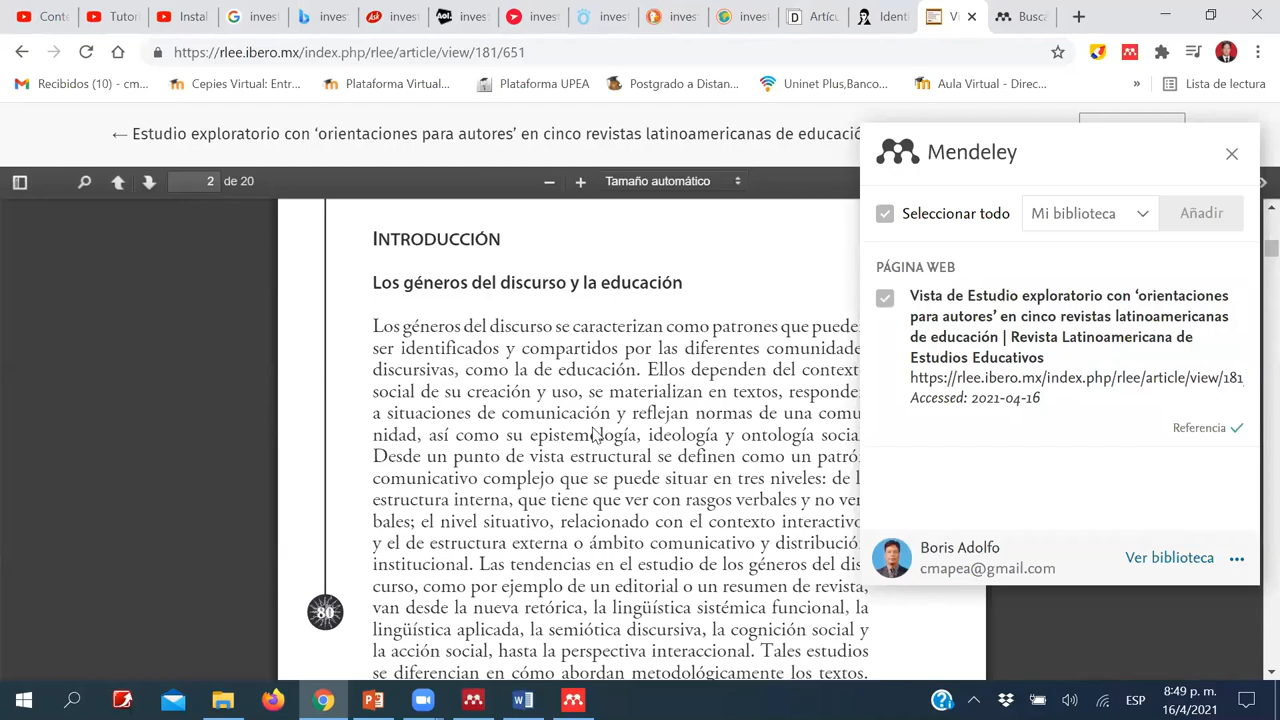 Conte
Tutor
Instal
invest
inves
invest
invest
invest
invest
invest
Artícu
Identi
Vi
Busca
https://rlee.ibero.mx/index.php/rlee/article/view/181/651
Recibidos (10) - cm...
Cepies Virtual: Entr...
Plataforma Virtual...
Plataforma UPEA
Postgrado a Distan...
Uninet Plus,Banco...
Aula Virtual - Direc...
»
Lista de lectura
← Estudio exploratorio con ‘orientaciones para autores’ en cinco revistas latinoamericanas de educació
2 de 20
Tamaño automático
INTRODUCCIÓN
Los géneros del discurso y la educación
Los géneros del discurso se caracterizan como patrones que puede
ser identificados y compartidos por las diferentes comunidade
discursivas, como la de educación. Ellos dependen del context
social de su creación y uso, se materializan en textos, responde
a situaciones de comunicación y reflejan normas de una comu
nidad, así como su epistemología, ideología y ontología social
Desde un punto de vista estructural se definen como un patró
comunicativo complejo que se puede situar en tres niveles: de l
estructura interna, que tiene que ver con rasgos verbales y no ver
bales; el nivel situativo, relacionado con el contexto interactivo
y el de estructura externa o ámbito comunicativo y distribució
institucional. Las tendencias en el estudio de los géneros del dis
curso, como por ejemplo de un editorial o un resumen de revista,
van desde la nueva retórica, la lingüística sistémica funcional, la
lingüística aplicada, la semiótica discursiva, la cognición social y
la acción social, hasta la perspectiva interaccional. Tales estudios
se diferencian en cómo abordan metodológicamente los textos.
80
Mendeley
Seleccionar todo
Mi biblioteca
Añadir
PÁGINA WEB
Vista de Estudio exploratorio con ‘orientaciones
para autores’ en cinco revistas latinoamericanas
de educación | Revista Latinoamericana de
Estudios Educativos
https://rlee.ibero.mx/index.php/rlee/article/view/181
Accessed: 2021-04-16
Referencia
Boris Adolfo
cmapea@gmail.com
Ver biblioteca
ESP
8:49 p. m.
16/4/2021